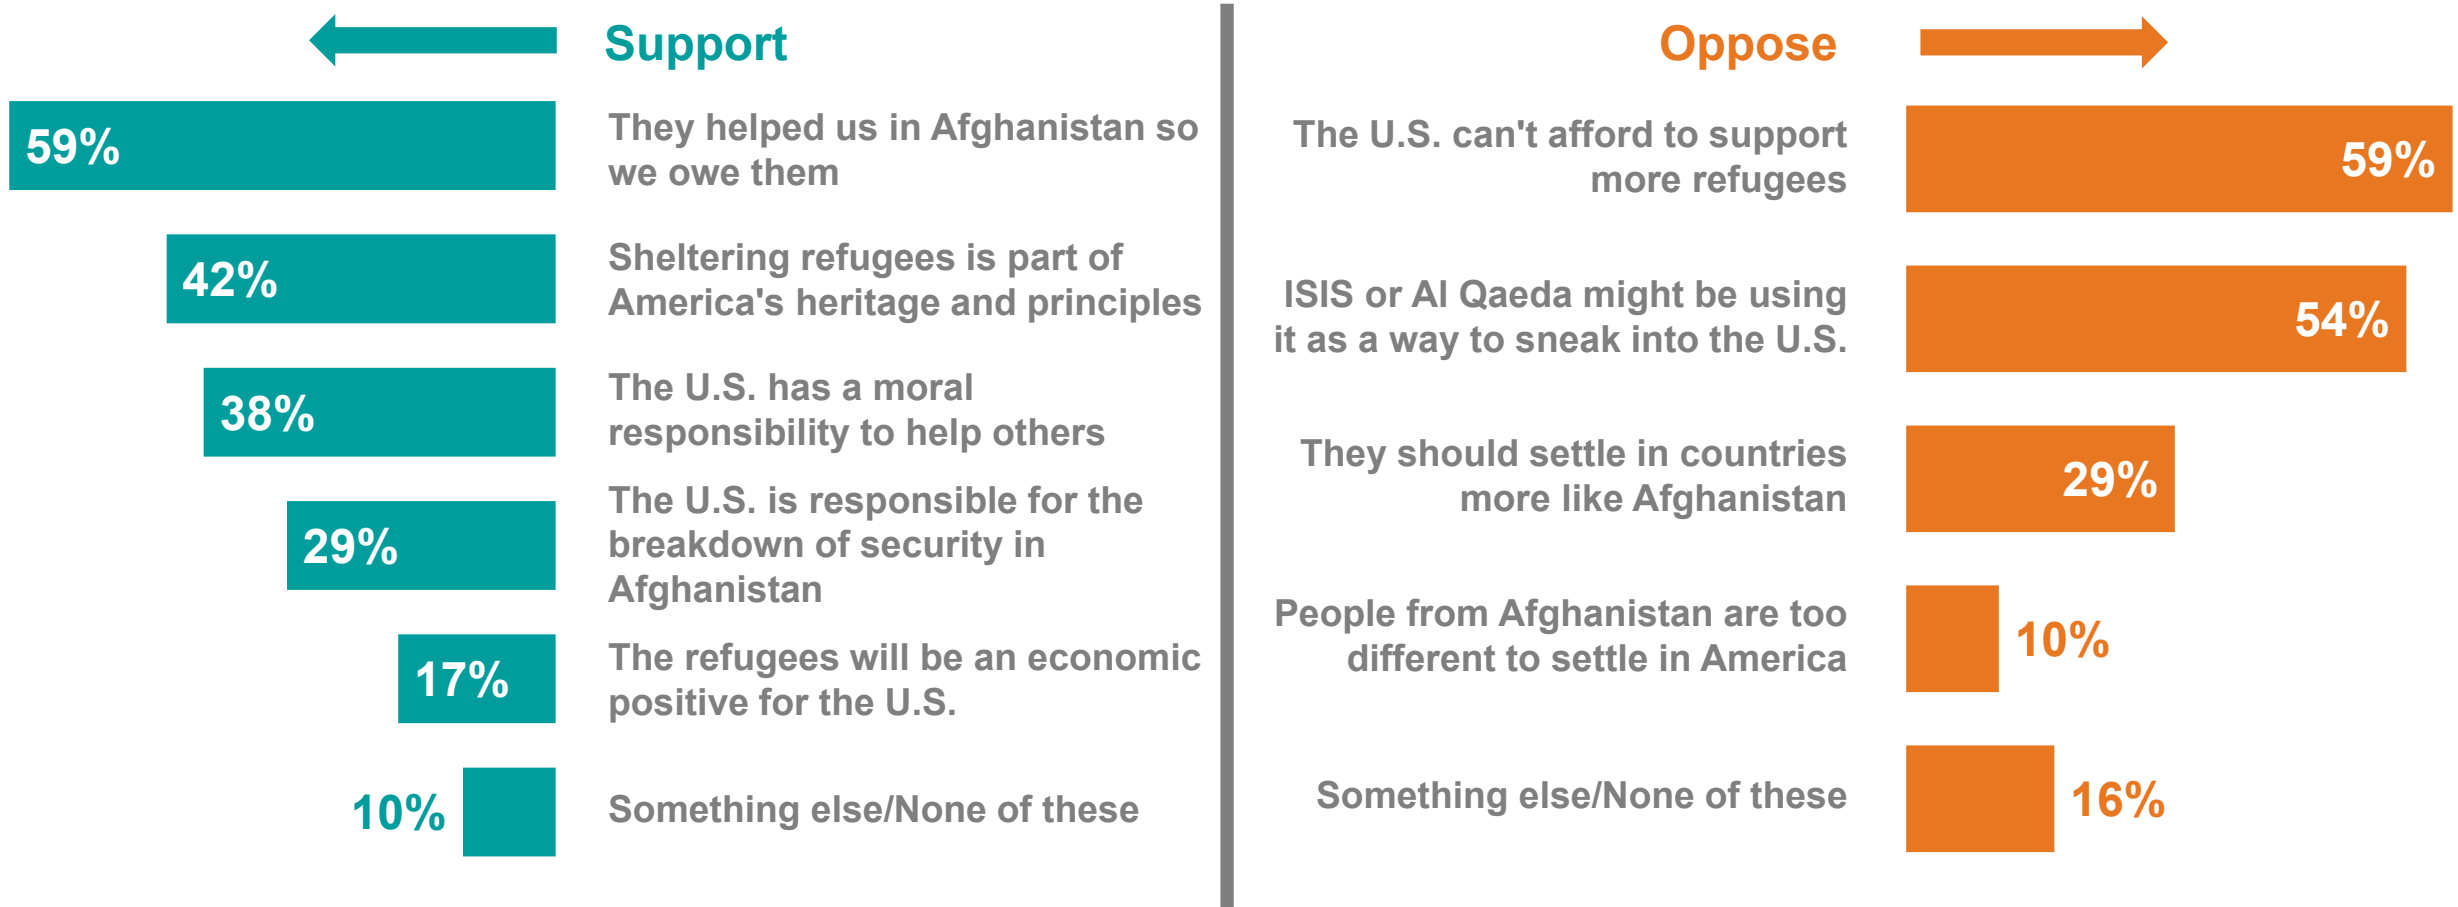 Support
59%
They helped us in Afghanistan so
we owe them
42%
Sheltering refugees is part of
America's heritage and principles
38%
The U.S. has a moral
responsibility to help others
29%
The U.S. is responsible for the
breakdown of security in
Afghanistan
17%
The refugees will be an economic
positive for the U.S.
10%
Something else/None of these
Oppose
The U.S. can't afford to support
more refugees
59%
ISIS or Al Qaeda might be using
it as a way to sneak into the U.S.
54%
They should settle in countries
more like Afghanistan
29%
People from Afghanistan are too
different to settle in America
10%
Something else/None of these
16%